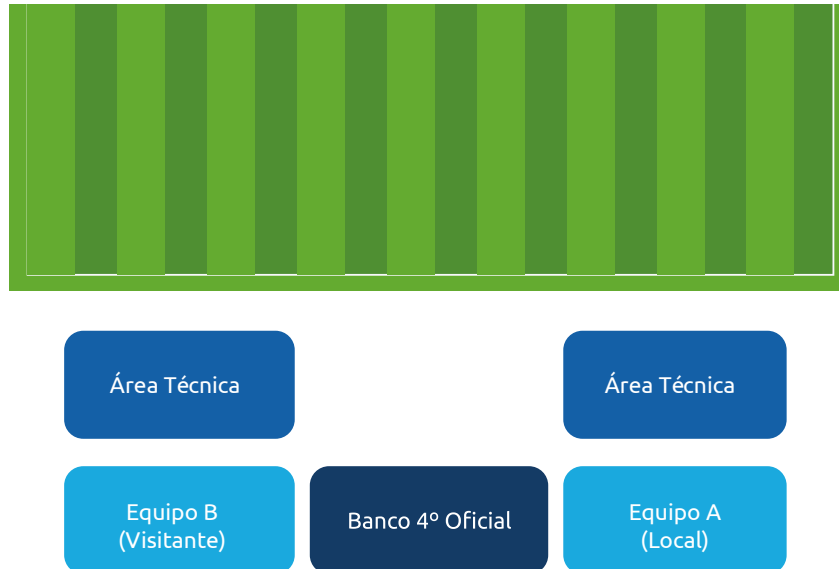 Área Técnica
Área Técnica
Equipo B
(Visitante)
Banco 4º Oficial
Equipo A
(Local)